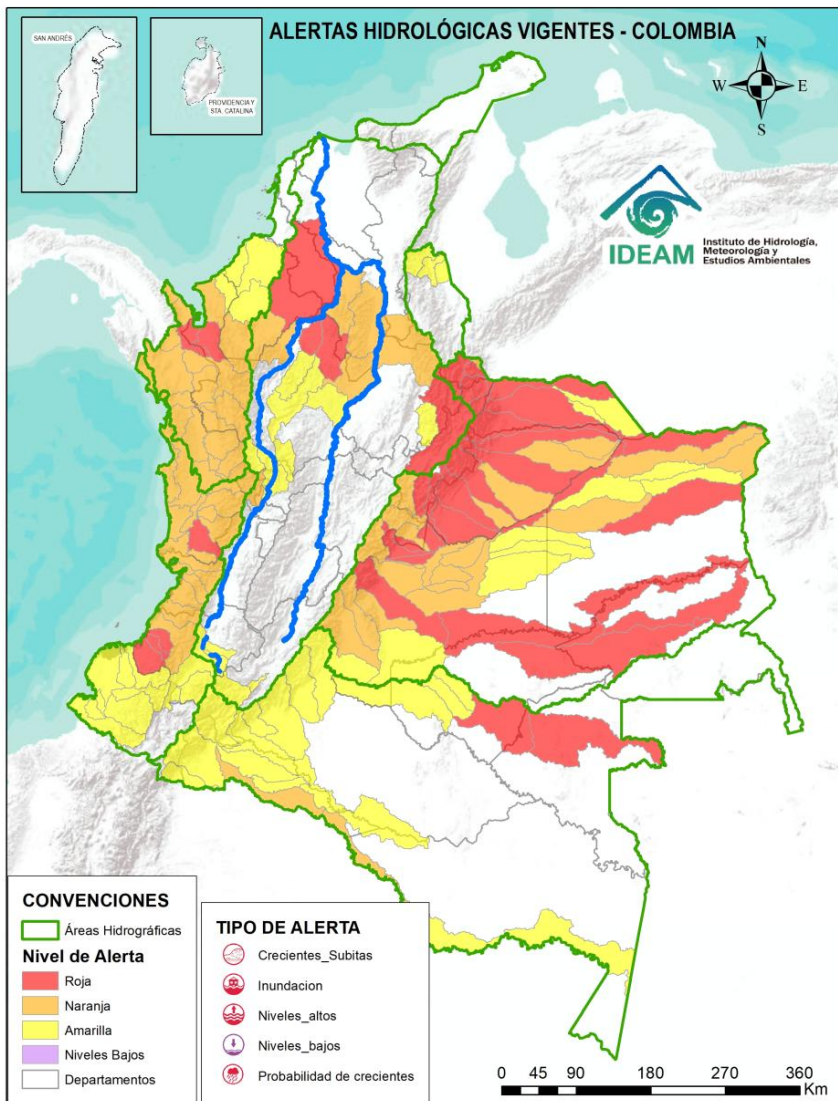 ALERTAS HIDROLÓGICAS VIGENTES - COLOMBIA
SAN ANDRÉS
PROVIDENCIA Y
STA. CATALINA
N
W
E
S
IDEAM
Instituto de Hidrología,
Meteorología y
Estudios Ambientales
CONVENCIONES
Áreas Hidrográficas
Nivel de Alerta
Roja
Naranja
Amarilla
Niveles Bajos
Departamentos
TIPO DE ALERTA
Crecientes_Subitas
Inundacion
Niveles_altos
Niveles_bajos
Probabilidad de crecientes
0 45 90 180 270 360
Km